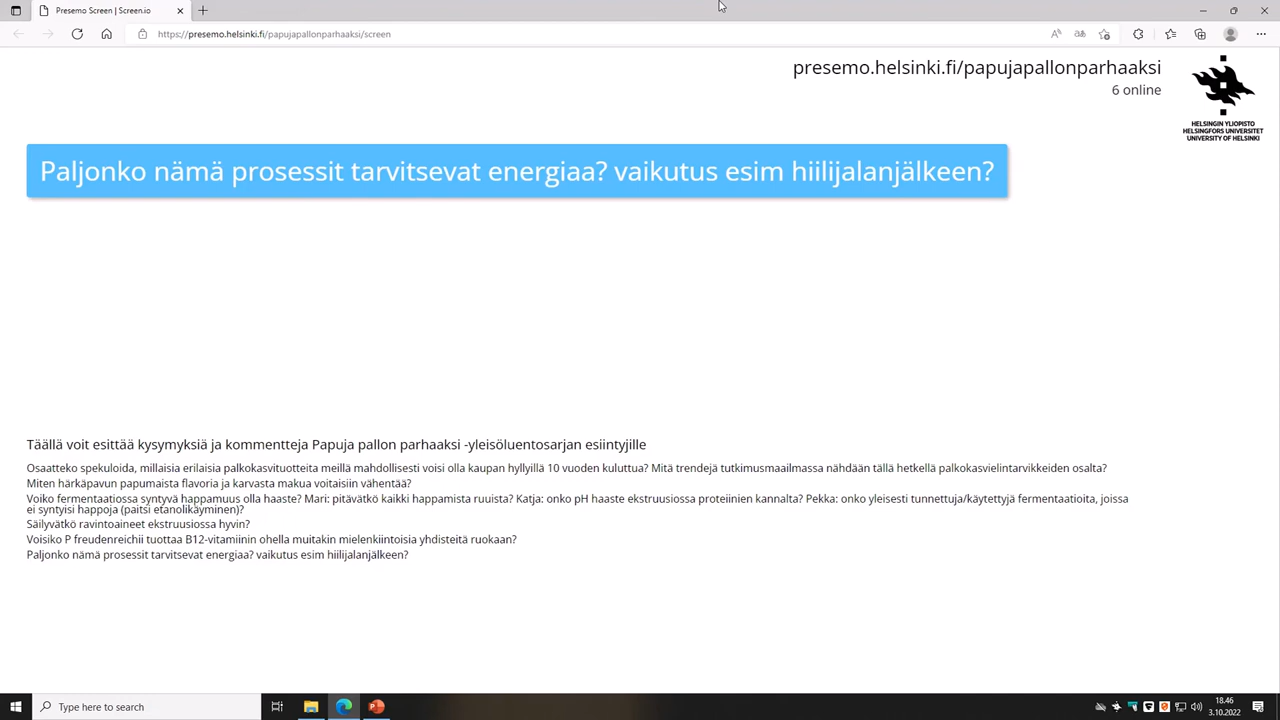 Presemo Screen | Screen.io
https://presemo.helsinki.fi/papujapallonparhaaksi/screen
presemo.helsinki.fi/papujapallonparhaaksi
6 online
HELSINGIN YLIOPISTO
HELSINGFORS UNIVERSITET
UNIVERSITY OF HELSINKI
Paljonko nämä prosessit tarvitsevat energiaa? vaikutus esim hiilijalanjälkeen?
Täällä voit esittää kysymyksiä ja kommentteja Papuja pallon parhaaksi -yleisöluentosarjan esiintyjille
Osaatteko spekuloida, millaisia erilaisia palkokasvituotteita meillä mahdollisesti voisi olla kaupan hyllyillä 10 vuoden kuluttua? Mitä trendejä tutkimusmaailmassa nähdään tällä hetkellä palkokasvielintarvikkeiden osalta?
Miten härkäpavun papumaista flavoria ja karvasta makua voitaisiin vähentää?
Voiko fermentaatiossa syntyvä happamuus olla haaste? Mari: pitävätkö kaikki happamista ruuista? Katja: onko pH haaste ekstruusiossa proteiinien kannalta? Pekka: onko yleisesti tunnettuja/käytettyjä fermentaatioita, joissa
ei syntyisi happoja (paitsi etanolikäyminen)?
Säilyvätkö ravintoaineet ekstruusiossa hyvin?
Voisiko P freudenreichii tuottaa B12-vitamiinin ohella muitakin mielenkiintoisia yhdisteitä ruokaan?
Paljonko nämä prosessit tarvitsevat energiaa? vaikutus esim hiilijalanjälkeen?
Type here to search
18.46
3.10.2022